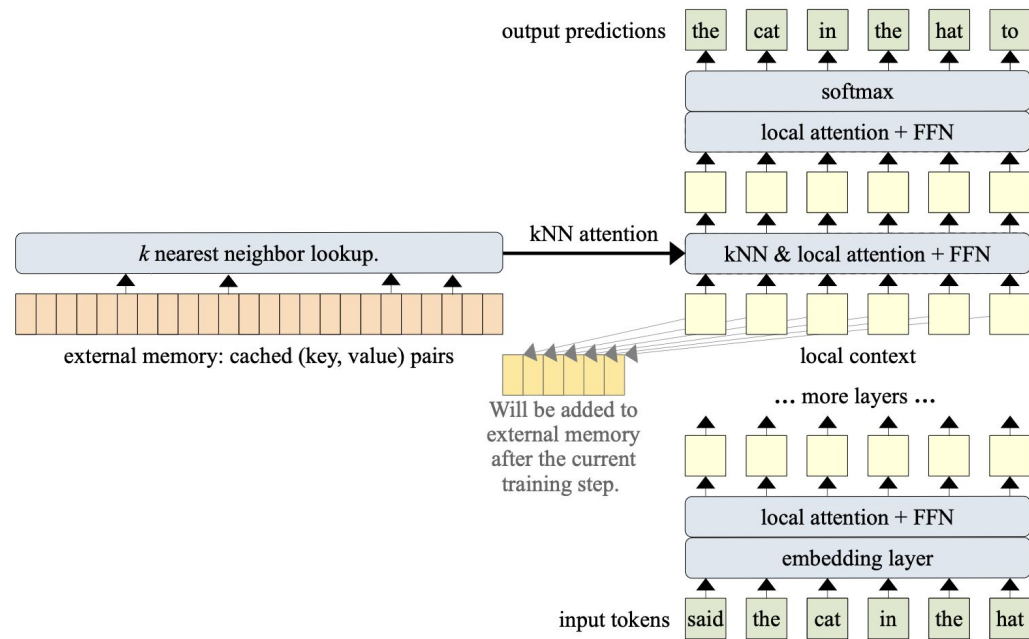 output predictions the cat in the hat to
softmax
local attention + FFN
kNN attention
k nearest neighbor lookup.
kNN & local attention + FFN
external memory: cached (key, value) pairs
local context
Will be added to
external memory
after the current
training step.
... more layers ...
local attention + FFN
embedding layer
input tokens said the cat in the hat